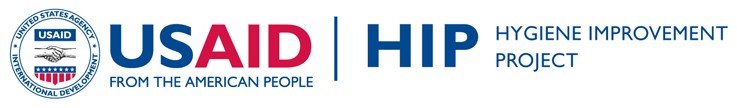 UNITED STATES AGENCY
USAID
INTERNATIONAL DEVELOPMENT
USAID
FROM THE AMERICAN PEOPLE
HIP
HYGIENE IMPROVEMENT
PROJECT